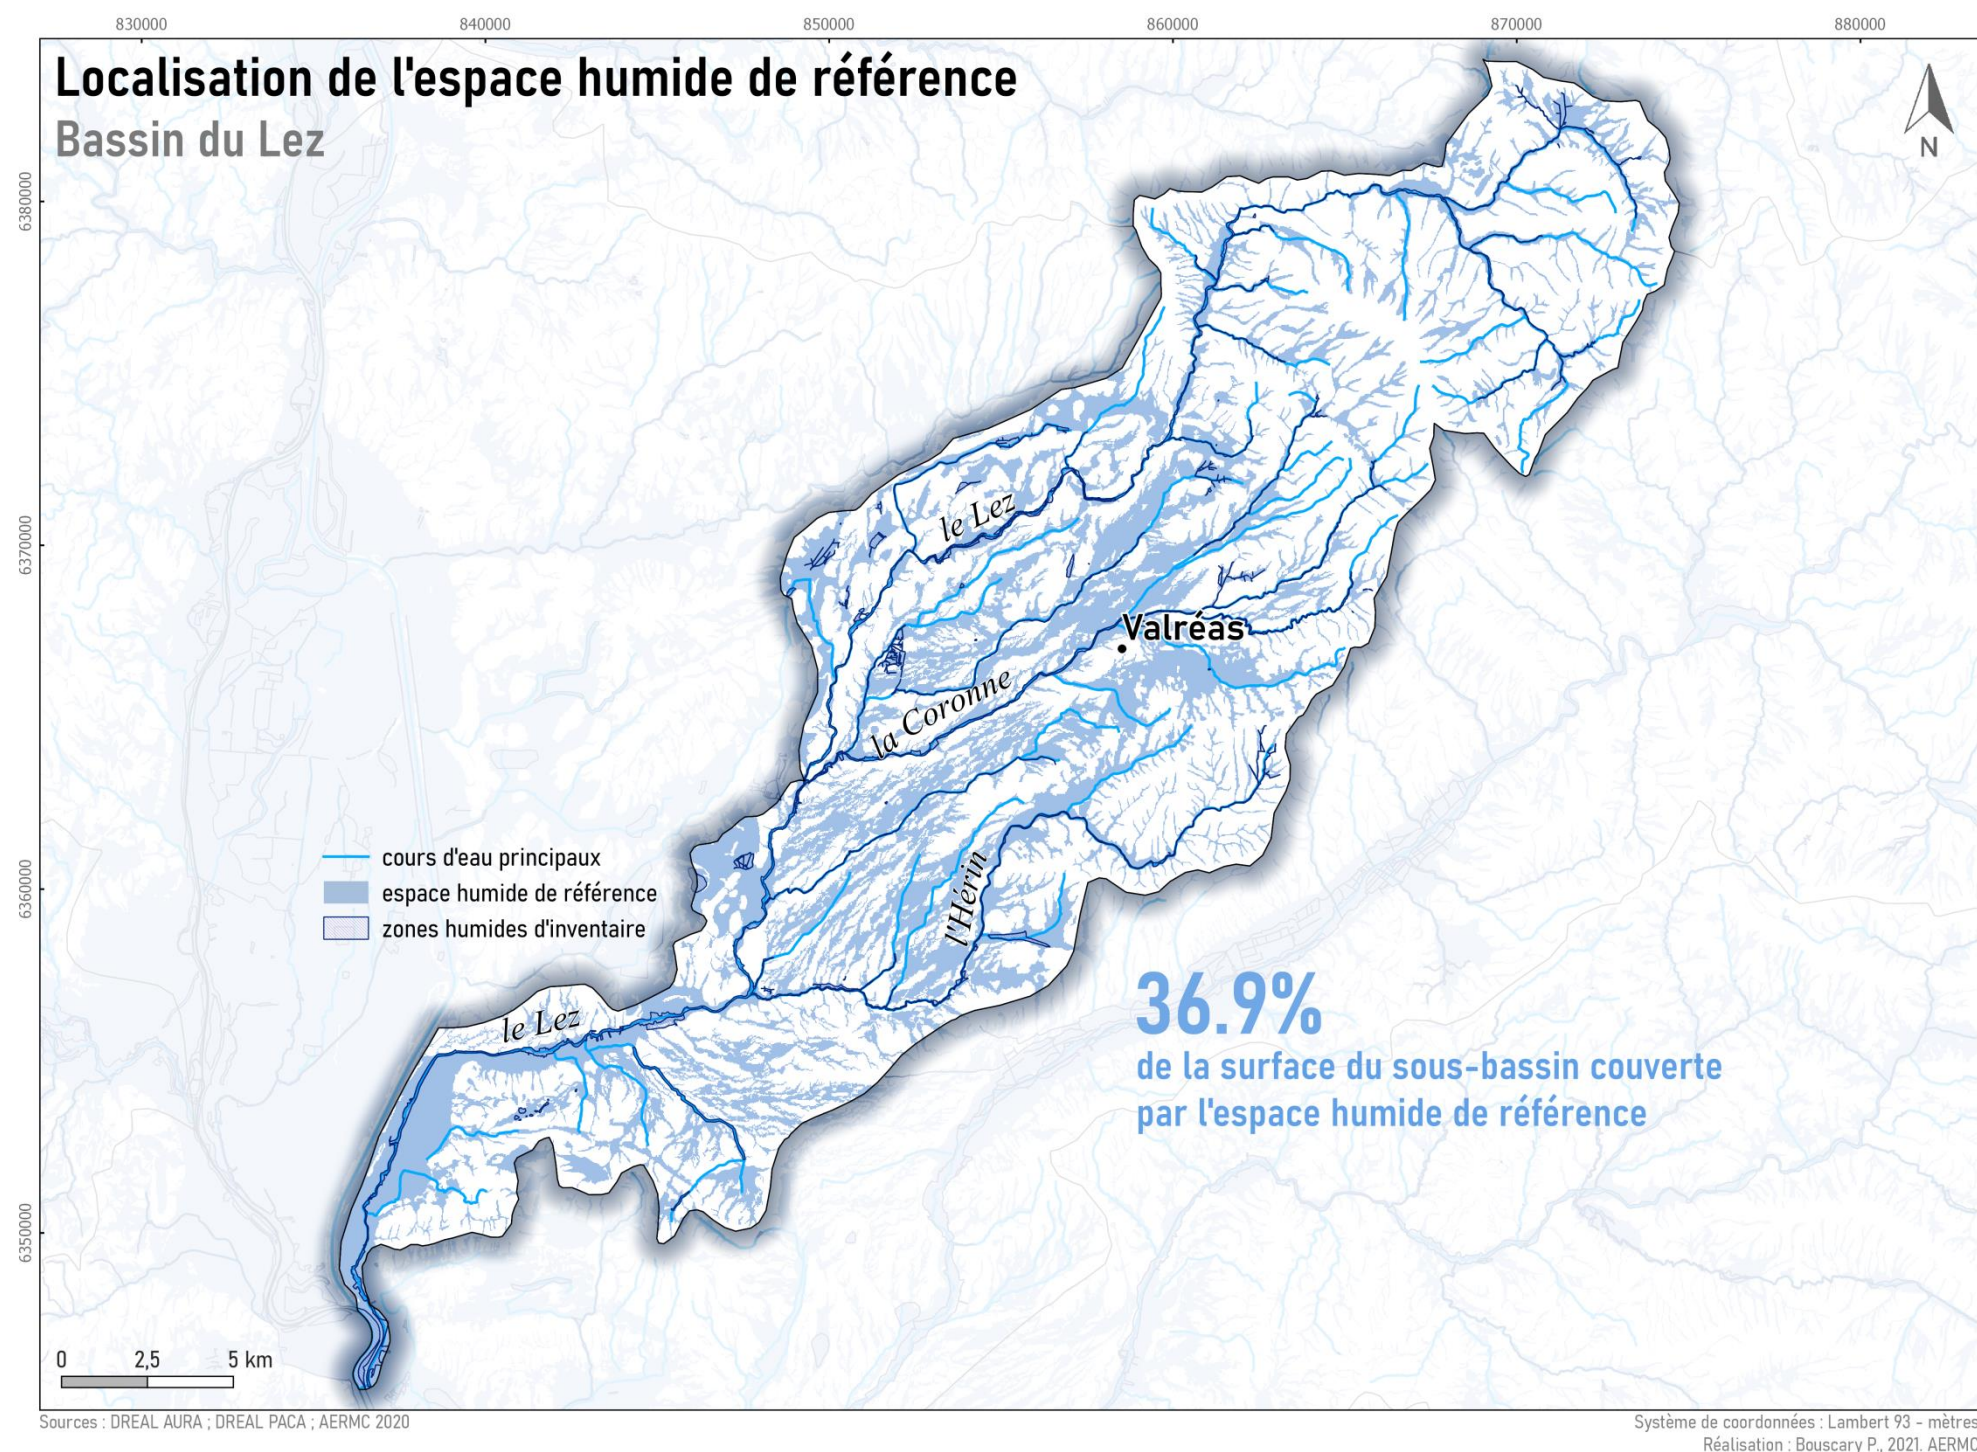 830000 840000 850000 860000 870000 880000
Localisation de l'espace humide de référence
Bassin du Lez
N
6380000
6370000
6360000
6350000
le Lez
Valréas
la Coronne
l'Hérin
le Lez
cours d'eau principaux
espace humide de référence
zones humides d'inventaire
36.9%
de la surface du sous-bassin couverte
par l'espace humide de référence
0 2,5 5 km
Sources : DREAL AURA ; DREAL PACA ; AERMC 2020
Système de coordonnées : Lambert 93 - mètres
Réalisation : Bouscary P., 2021. AERMC